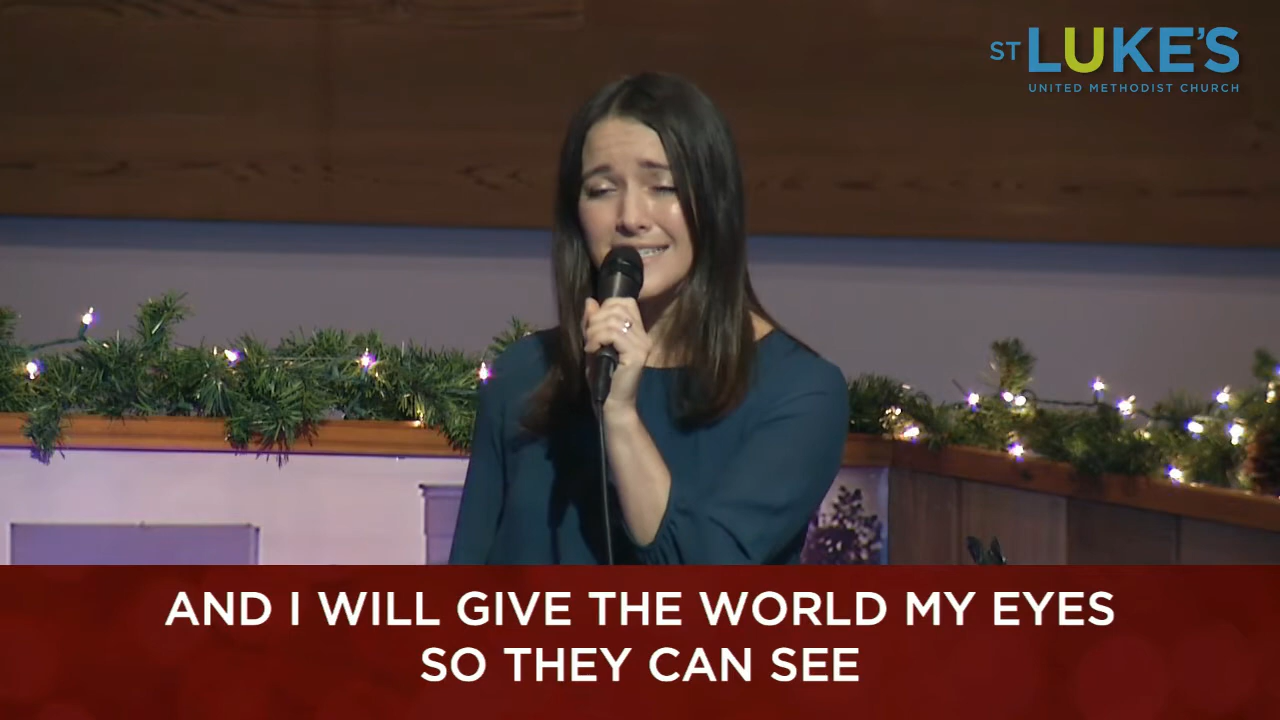 ST LUKE'S
UNITED METHODIST CHURCH
AND I WILL GIVE THE WORLD MY EYES
SO THEY CAN SEE